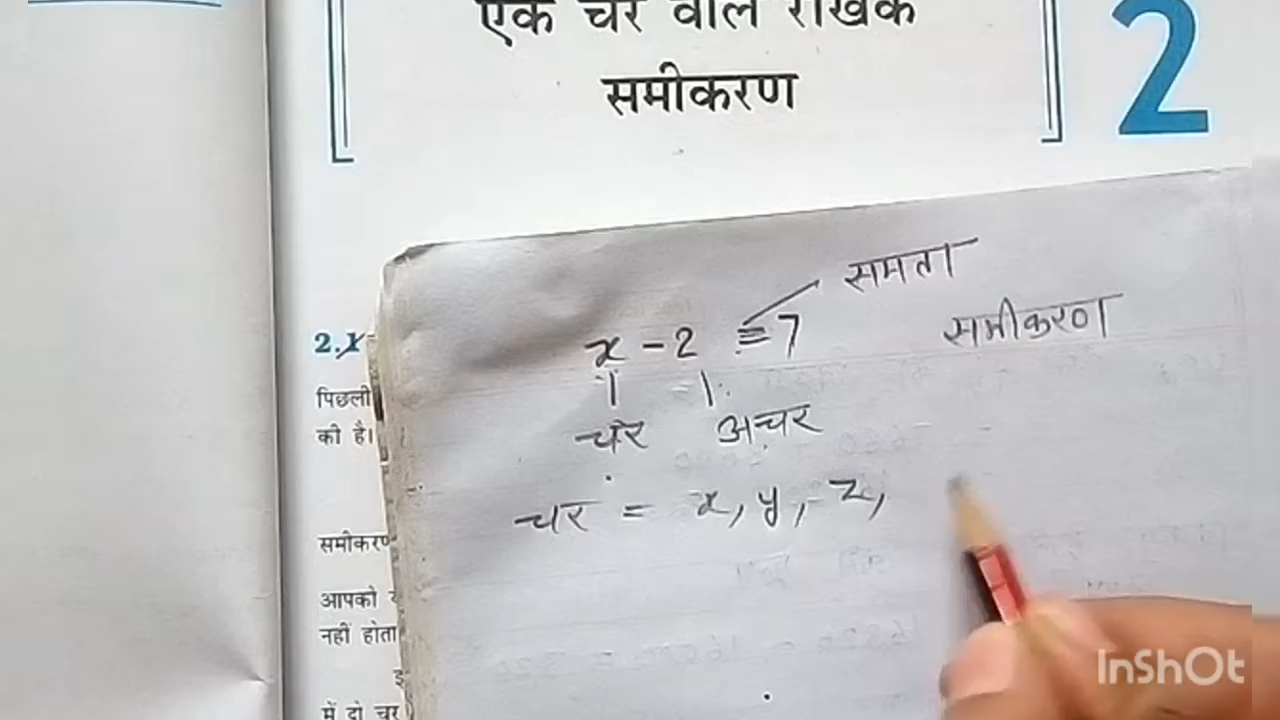 एक चर वाले रैखिक
समीकरण
2
समता
x - 2 = 7
समीकरण
चर अचर
चर = x, y, z,
2.1
पिछली
की है।
समीकरण
आपको
नहीं होता
में दो चर
InShOt